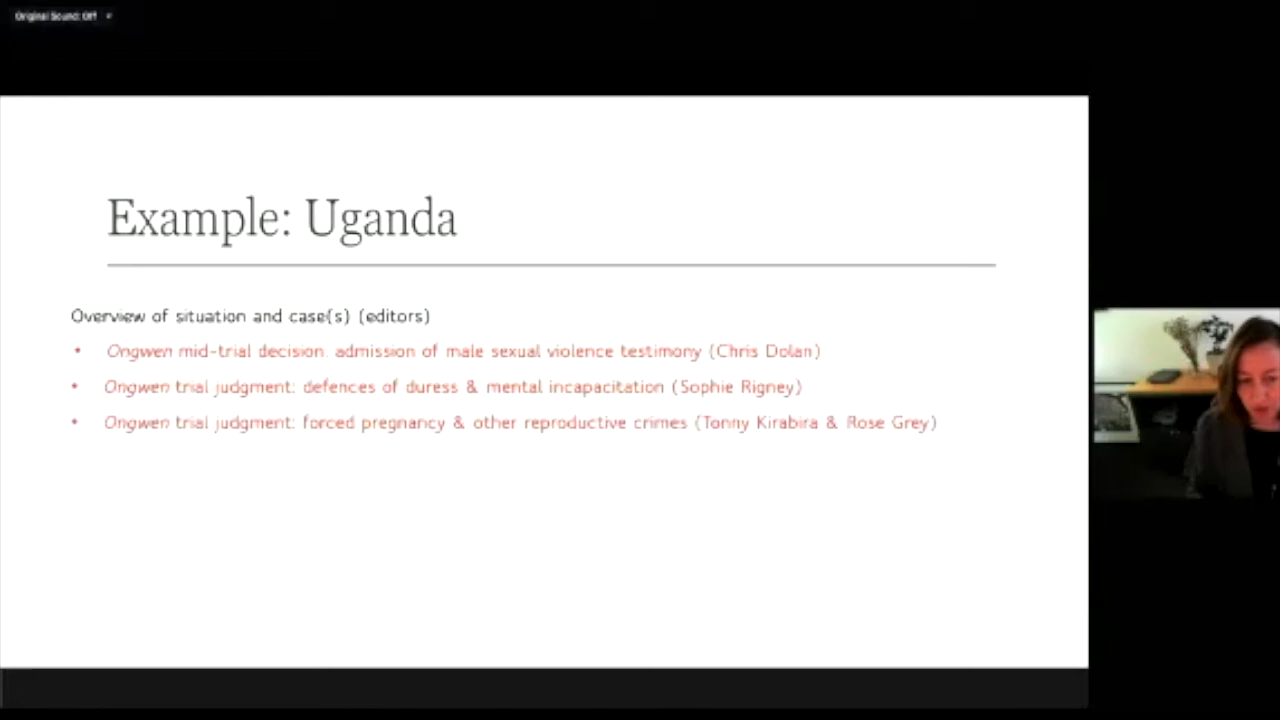 Original Sound: Off
Example: Uganda
Overview of situation and case(s) (editors)
• Ongwen mid-trial decision: admission of male sexual violence testimony (Chris Dolan)
• Ongwen trial judgment: defences of duress & mental incapacitation (Sophie Rigney)
• Ongwen trial judgment: forced pregnancy & other reproductive crimes (Tonny Kirabira & Rose Grey)